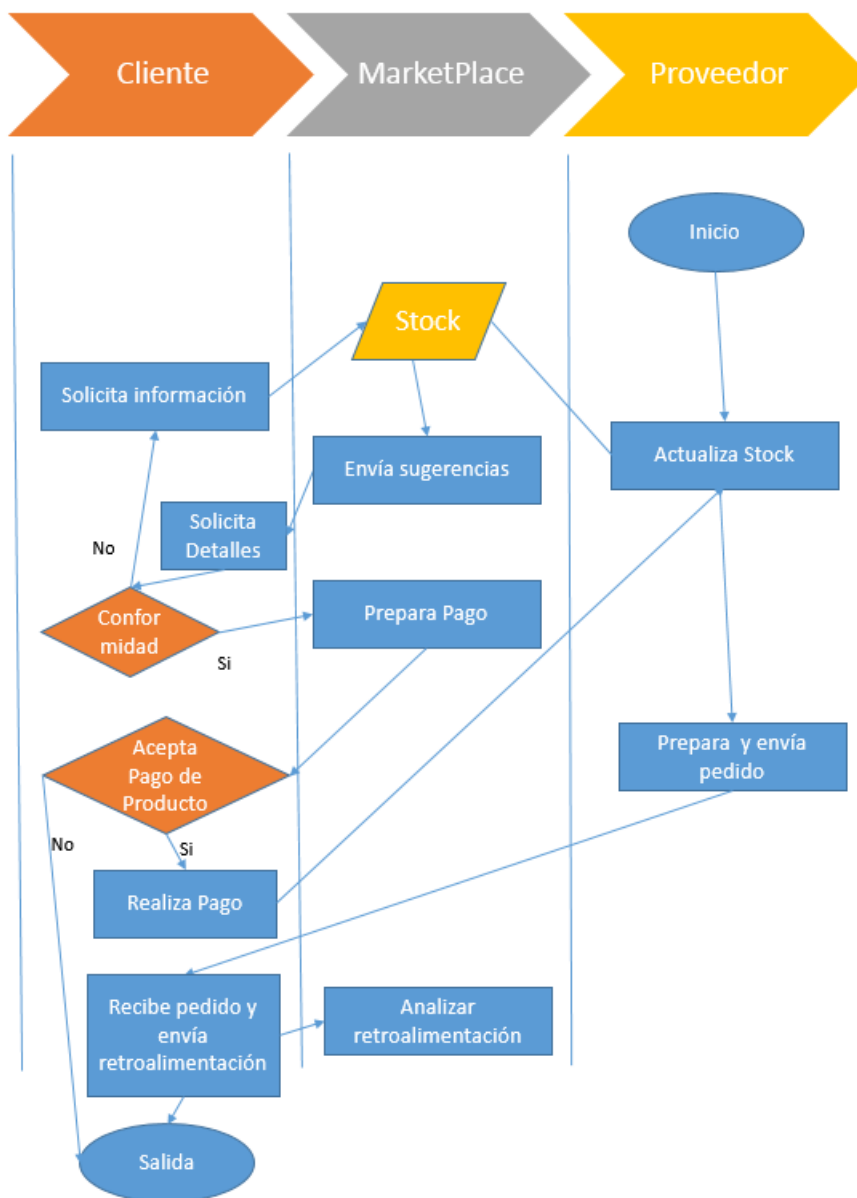 Cliente
MarketPlace
Proveedor
Inicio
Stock
Solicita información
Envía sugerencias
Actualiza Stock
Solicita
Detalles
No
Confor
midad
Si
Prepara Pago
Acepta
Pago de
Producto
Prepara y envía
pedido
No
Si
Realiza Pago
Recibe pedido y
envía
retroalimentación
Analizar
retroalimentación
Salida